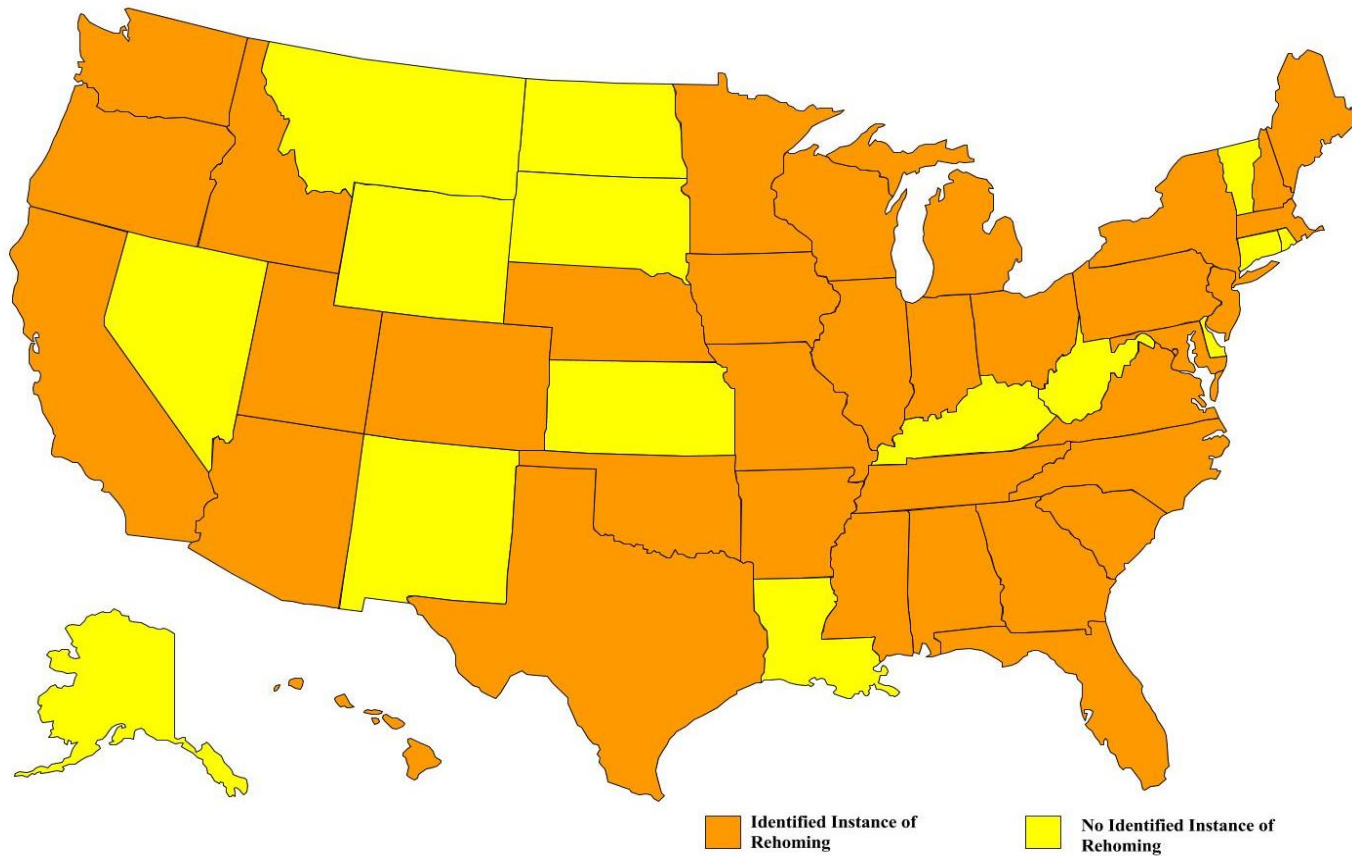 Identified Instance of
Rehoming
No Identified Instance of
Rehoming